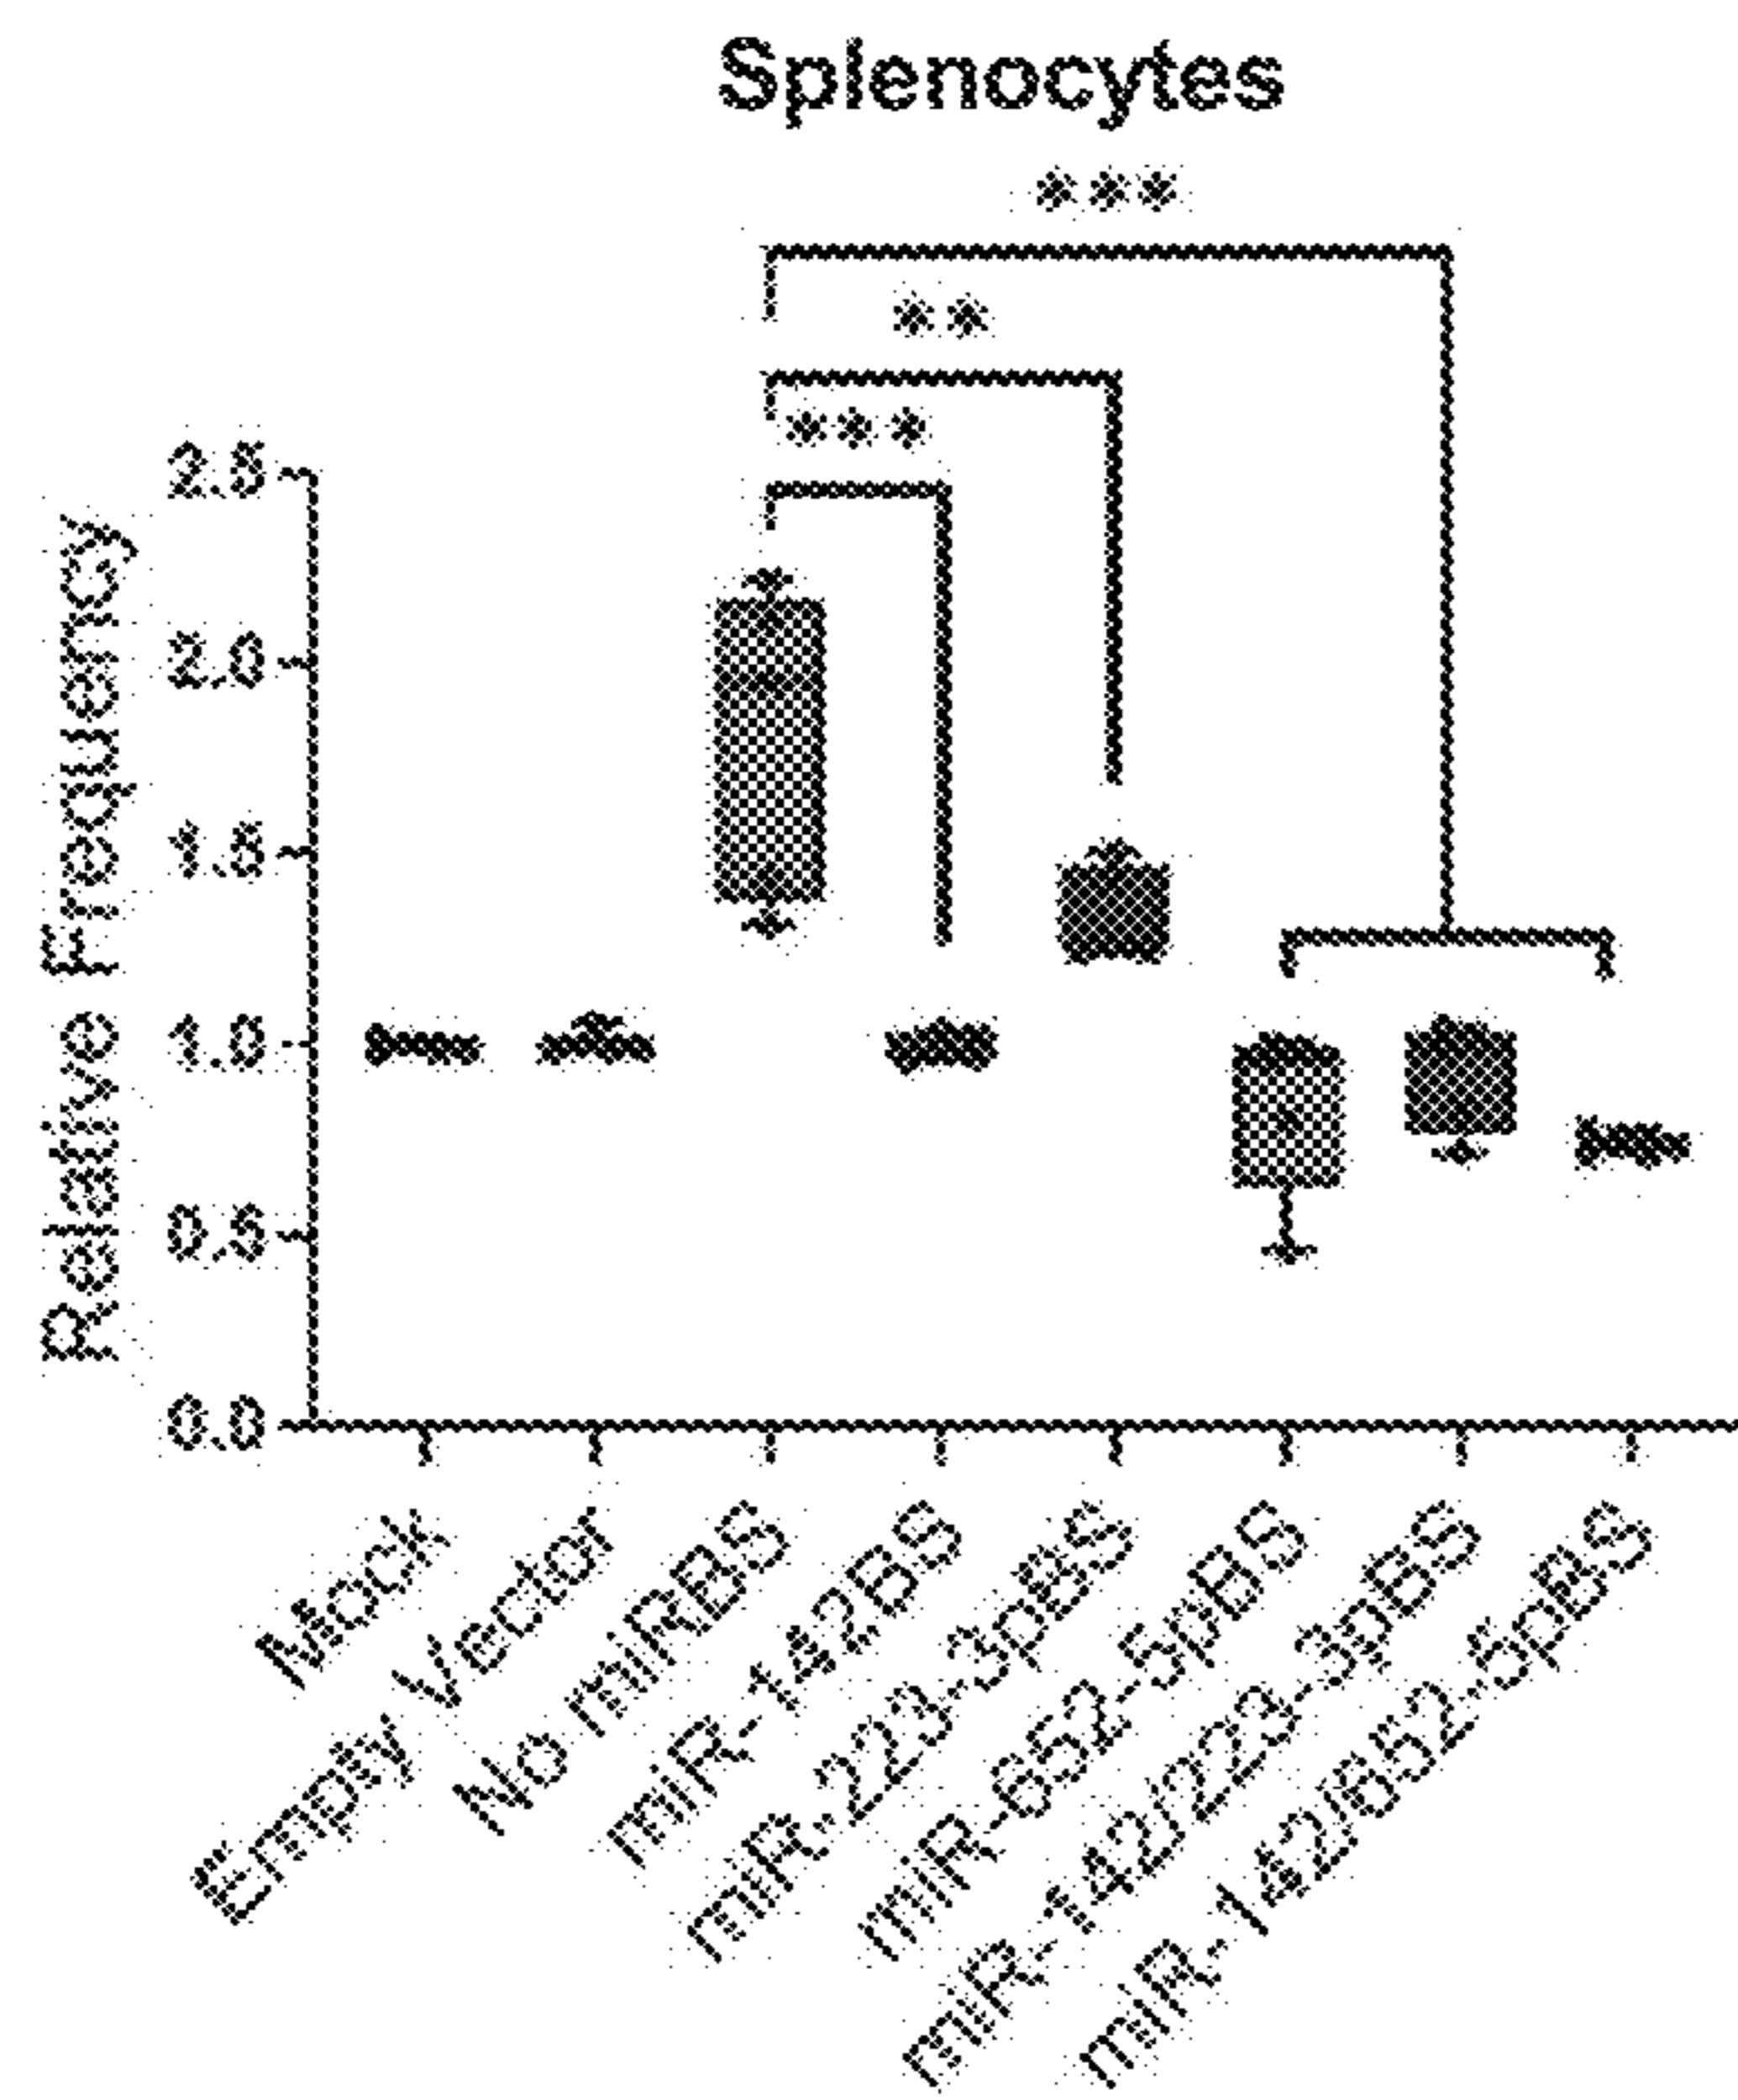 Splenocytes
***
**
***
Relative Frequency
2.5
2.0
1.5
1.0
0.5
0.0
Mock
Empy Vector
No miRBS
miR-142BS
miR-223-3pBS
miR-652-5pBS
miR-142/223-3pBS
miR-142/652-5pBS